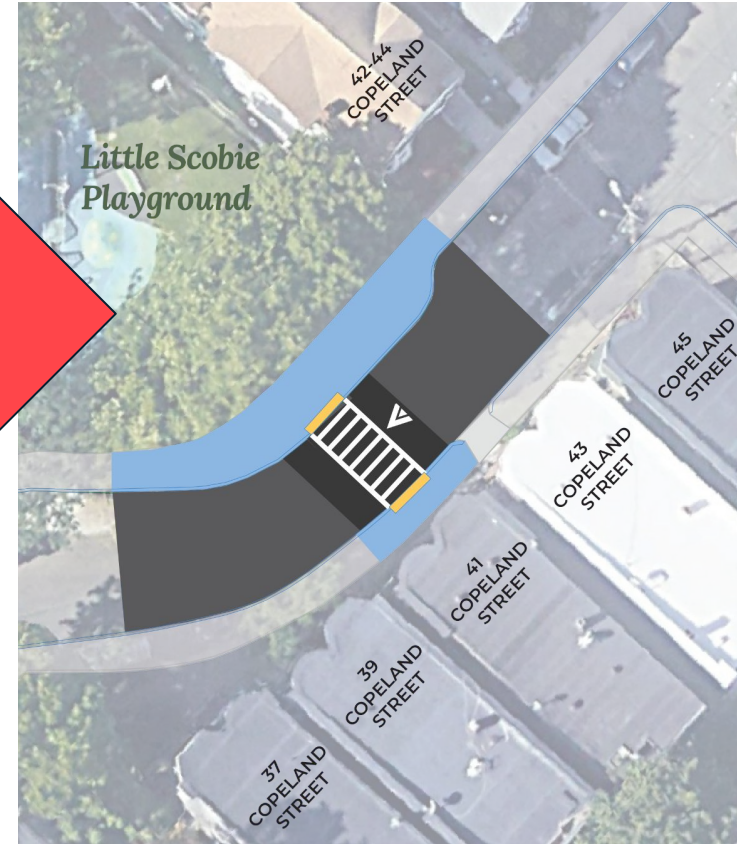 42-44
COPELAND
STREET
Little Scobie
Playground
45
COPELAND
STREET
43
COPELAND
STREET
41
COPELAND
STREET
39
COPELAND
STREET
37
COPELAND
STREET